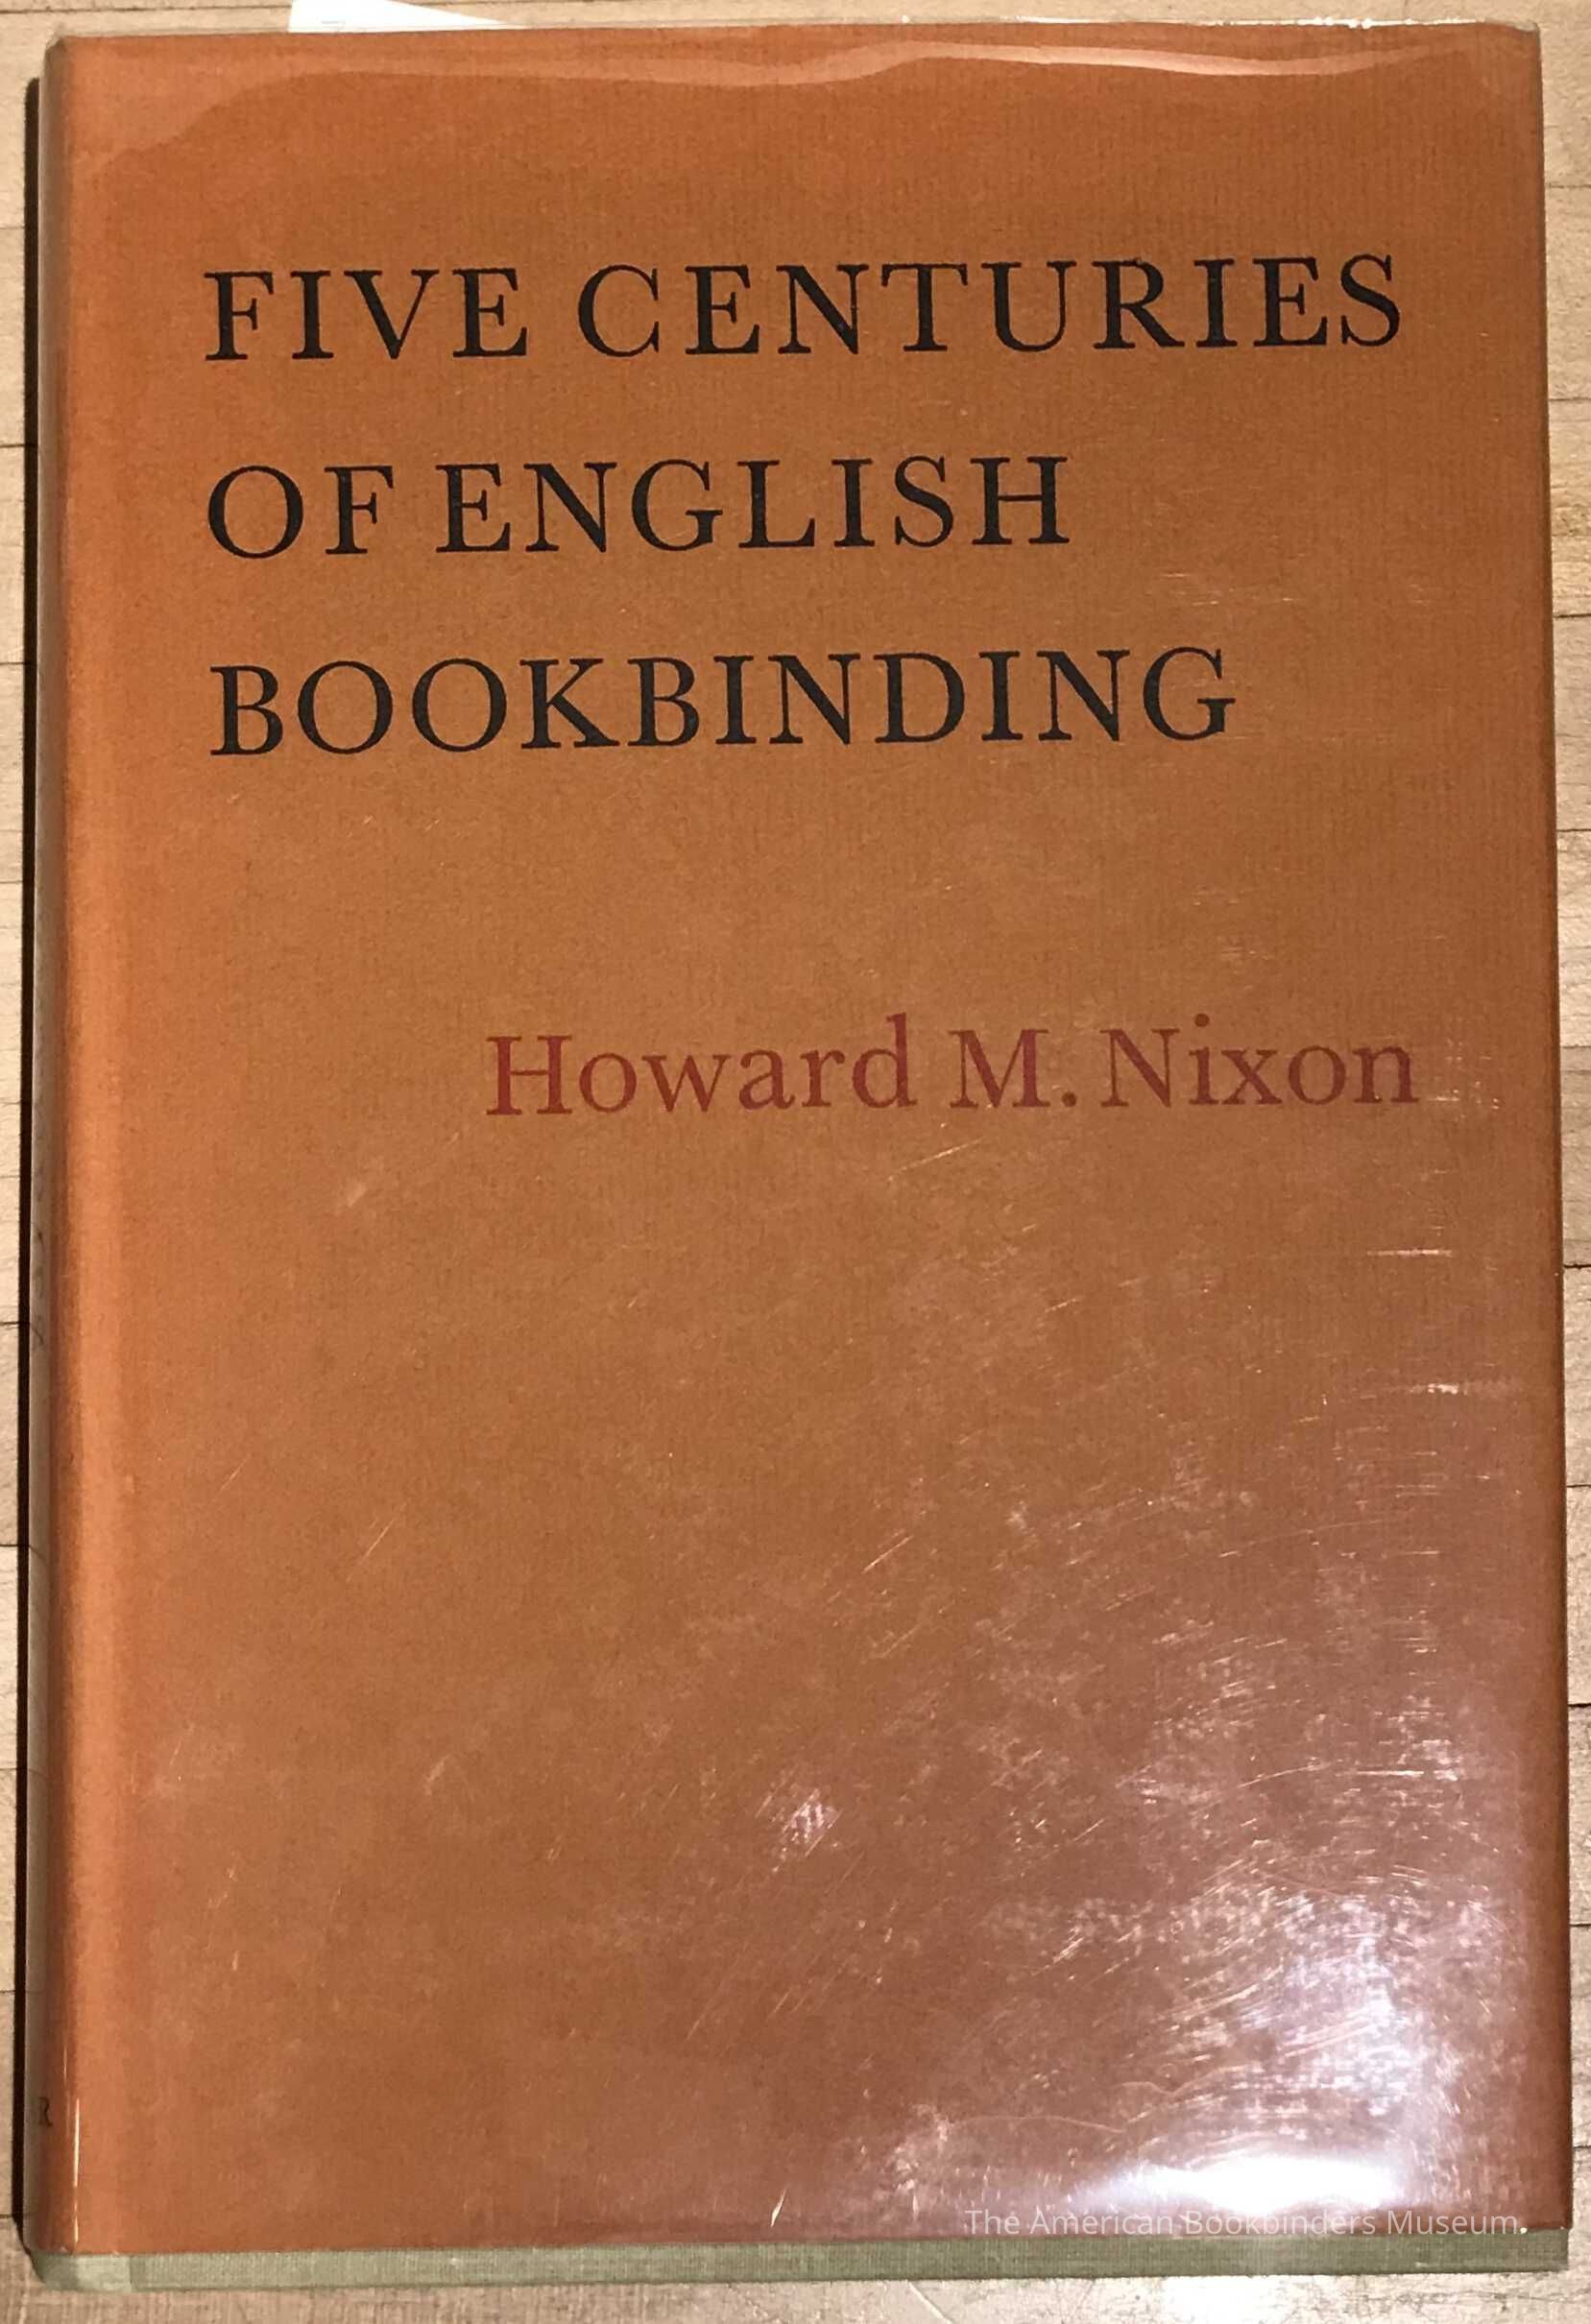 FIVE CENTURIES
OF ENGLISH
BOOKBINDING
Howard M. Nixon
The American Bookbinders Museum.